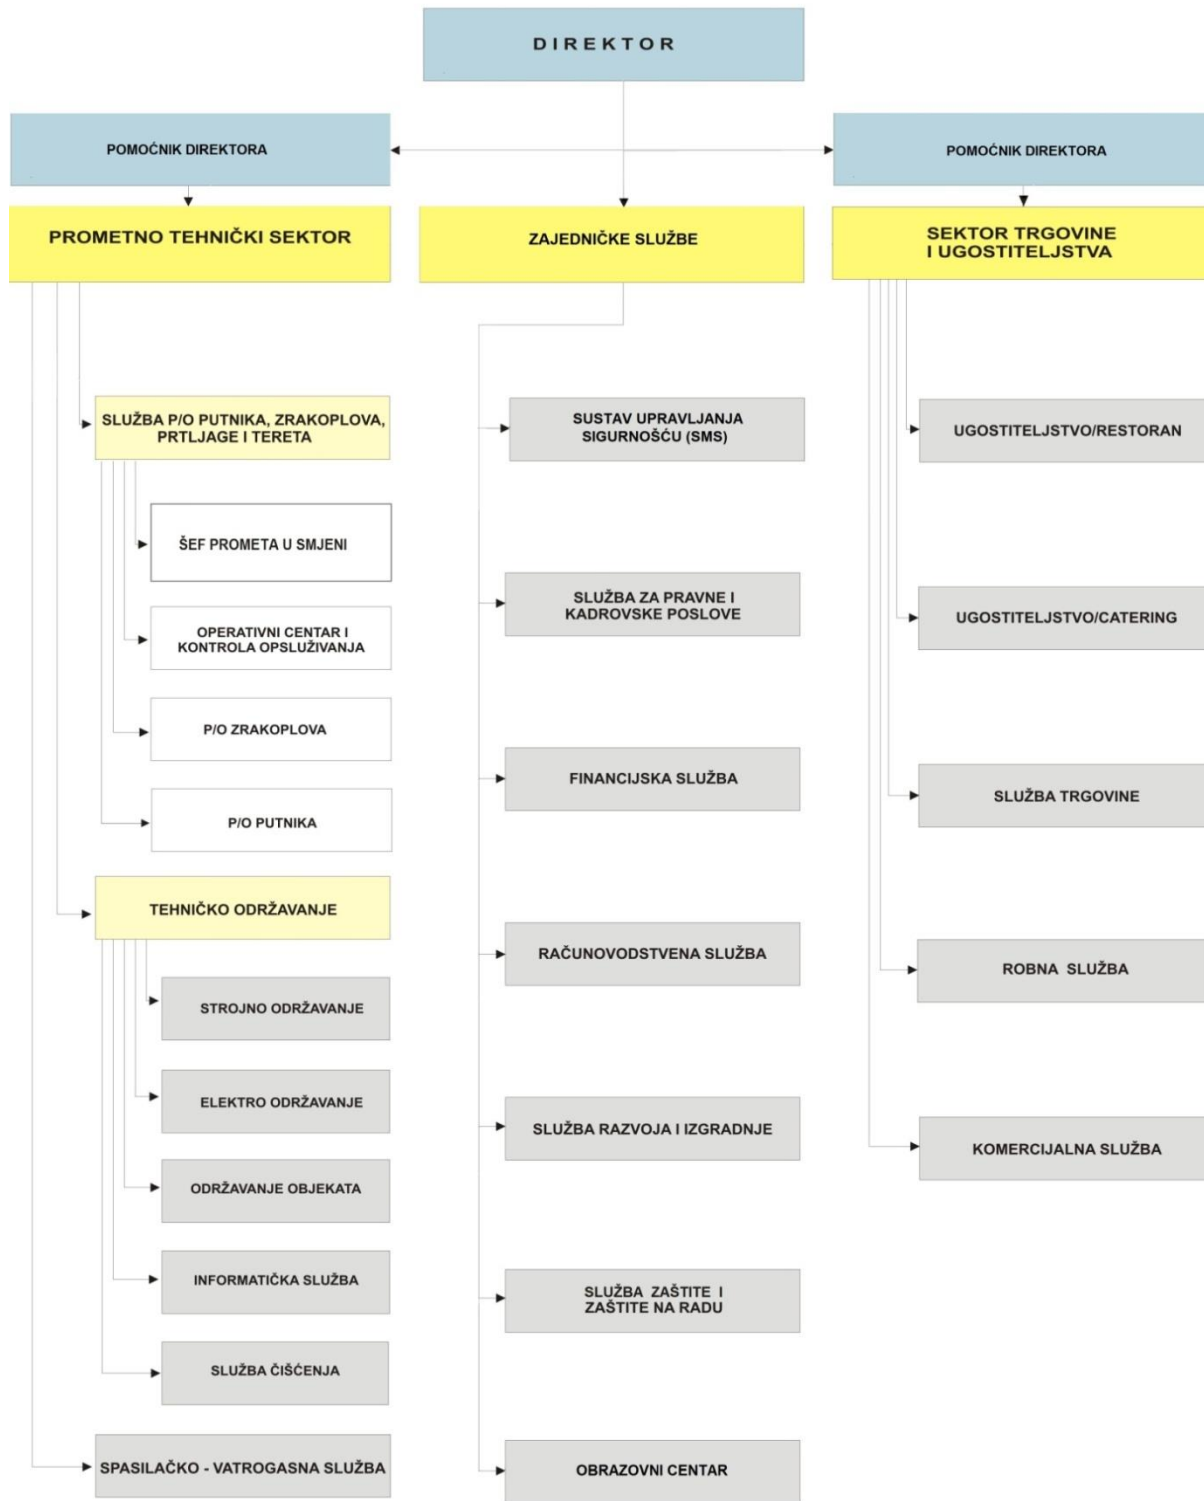 DIREKTOR
POMOĆNIK DIREKTORA
POMOĆNIK DIREKTORA
PROMETNO TEHNIČKI SEKTOR
ZAJEDNIČKE SLUŽBE
SEKTOR TRGOVINE
I UGOSTITELJSTVA
SLUŽBA P/O PUTNIKA, ZRAKOPLOVA,
PRTLJAGE I TERETA
ŠEF PROMETA U SMJENI
OPERATIVNI CENTAR I
KONTROLA OPSLUŽIVANJA
P/O ZRAKOPLOVA
P/O PUTNIKA
TEHNIČKO ODRŽAVANJE
STROJNO ODRŽAVANJE
ELEKTRO ODRŽAVANJE
ODRŽAVANJE OBJEKATA
INFORMATIČKA SLUŽBA
SLUŽBA ČIŠĆENJA
SPASILAČKO - VATROGASNA SLUŽBA
SUSTAV UPRAVLJANJA
SIGURNOŠĆU (SMS)
SLUŽBA ZA PRAVNE I
KADROVSKE POSLOVE
FINANCIJSKA SLUŽBA
RAČUNOVODSTVENA SLUŽBA
SLUŽBA RAZVOJA I IZGRADNJE
SLUŽBA ZAŠTITE I
ZAŠTITE NA RADU
OBRAZOVNI CENTAR
UGOSTITELJSTVO/RESTORAN
UGOSTITELJSTVO/CATERING
SLUŽBA TRGOVINE
ROBNA SLUŽBA
KOMERCIJALNA SLUŽBA